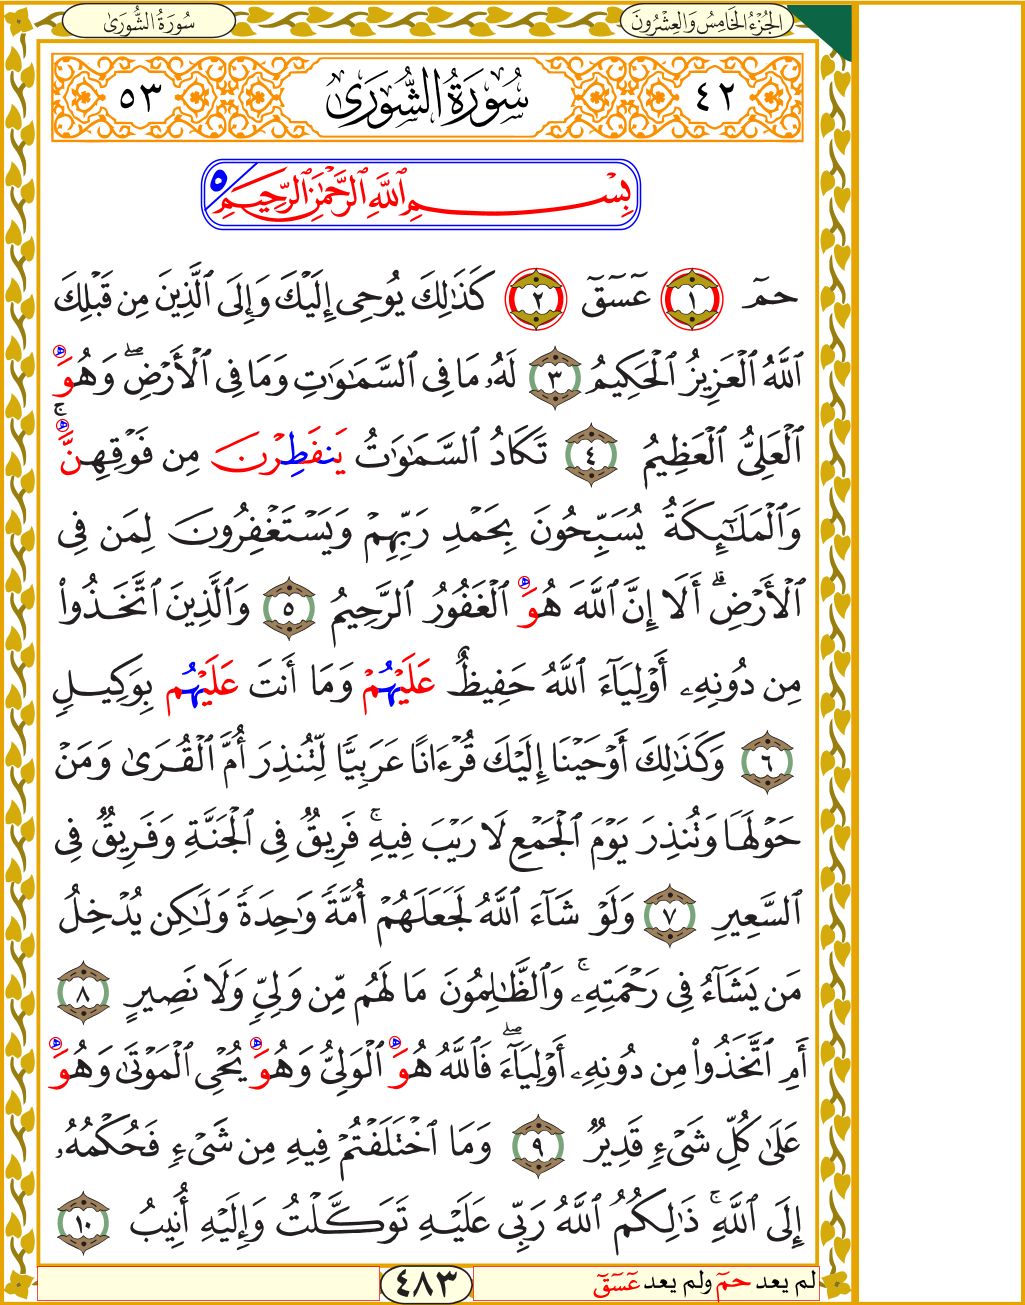 سُورَةُ الشُّورَىٰ
الجُزْءُ الخَامِسُ وَالعِشْرُونَ
٤٢ سُورَةُ الشُّورَىٰ ٥٣
بِسْمِ ٱللَّهِ ٱلرَّحْمَٰنِ ٱلرَّحِيمِ ٥
حمٓ ١ عٓسٓقٓ ٢ كَذَٰلِكَ يُوحِىٓ إِلَيْكَ وَإِلَى ٱلَّذِينَ مِن قَبْلِكَ
ٱللَّهُ ٱلْعَزِيزُ ٱلْحَكِيمُ ٣ لَهُۥ مَا فِى ٱلسَّمَٰوَٰتِ وَمَا فِى ٱلْأَرْضِ ۖ وَهُوَ
ٱلْعَلِىُّ ٱلْعَظِيمُ ٤ تَكَادُ ٱلسَّمَٰوَٰتُ يَنفَطِرْنَ مِن فَوْقِهِنَّ ۚ
وَٱلْمَلَٰٓئِكَةُ يُسَبِّحُونَ بِحَمْدِ رَبِّهِمْ وَيَسْتَغْفِرُونَ لِمَن فِى
ٱلْأَرْضِ ۗ أَلَا إِنَّ ٱللَّهَ هُوَ ٱلْغَفُورُ ٱلرَّحِيمُ ٥ وَٱلَّذِينَ ٱتَّخَذُوا۟
مِن دُونِهِۦ أَوْلِيَآءَ ٱللَّهُ حَفِيظٌ عَلَيْهُمْ وَمَا أَنتَ عَلَيْهُم بِوَكِيلٍ
٦ وَكَذَٰلِكَ أَوْحَيْنَا إِلَيْكَ قُرْءَانًا عَرَبِيًّا لِّتُنذِرَ أُمَّ ٱلْقُرَىٰ وَمَنْ
حَوْلَهَا وَتُنذِرَ يَوْمَ ٱلْجَمْعِ لَا رَيْبَ فِيهِ ۚ فَرِيقٌ فِى ٱلْجَنَّةِ وَفَرِيقٌ فِى
ٱلسَّعِيرِ ٧ وَلَوْ شَآءَ ٱللَّهُ لَجَعَلَهُمْ أُمَّةً وَٰحِدَةً وَلَٰكِن يُدْخِلُ
مَن يَشَآءُ فِى رَحْمَتِهِۦ ۚ وَٱلظَّٰلِمُونَ مَا لَهُم مِّن وَلِىٍّ وَلَا نَصِيرٍ ٨
أَمِ ٱتَّخَذُوا۟ مِن دُونِهِۦ أَوْلِيَآءَ ۖ فَٱللَّهُ هُوَ ٱلْوَلِىُّ وَهُوَ يُحْىِ ٱلْمَوْتَىٰ وَهُوَ
عَلَىٰ كُلِّ شَىْءٍ قَدِيرٌ ٩ وَمَا ٱخْتَلَفْتُمْ فِيهِ مِن شَىْءٍ فَحُكْمُهُۥ
إِلَى ٱللَّهِ ۚ ذَٰلِكُمُ ٱللَّهُ رَبِّى عَلَيْهِ تَوَكَّلْتُ وَإِلَيْهِ أُنِيبُ ١٠
لم يعد حمٓ ولم يعد عٓسٓقٓ
٤٨٣